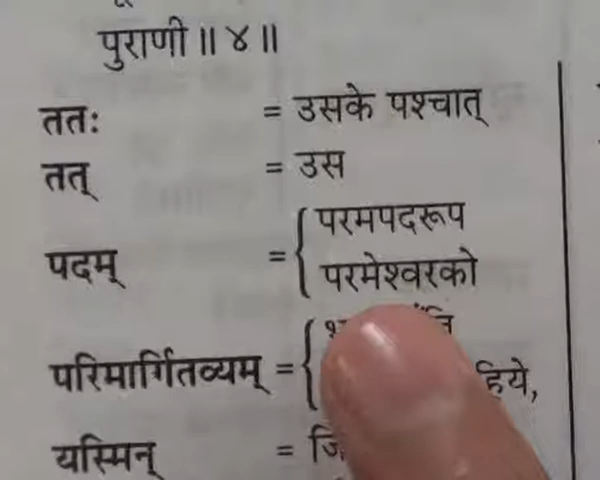 पुराणी ॥ ४ ॥
ततः = उसके पश्चात्
तत् = उस
पदम् = { परमपदरूप
परमेश्वरको
परिमार्गितव्यम् = {
हिये,
यस्मिन् =